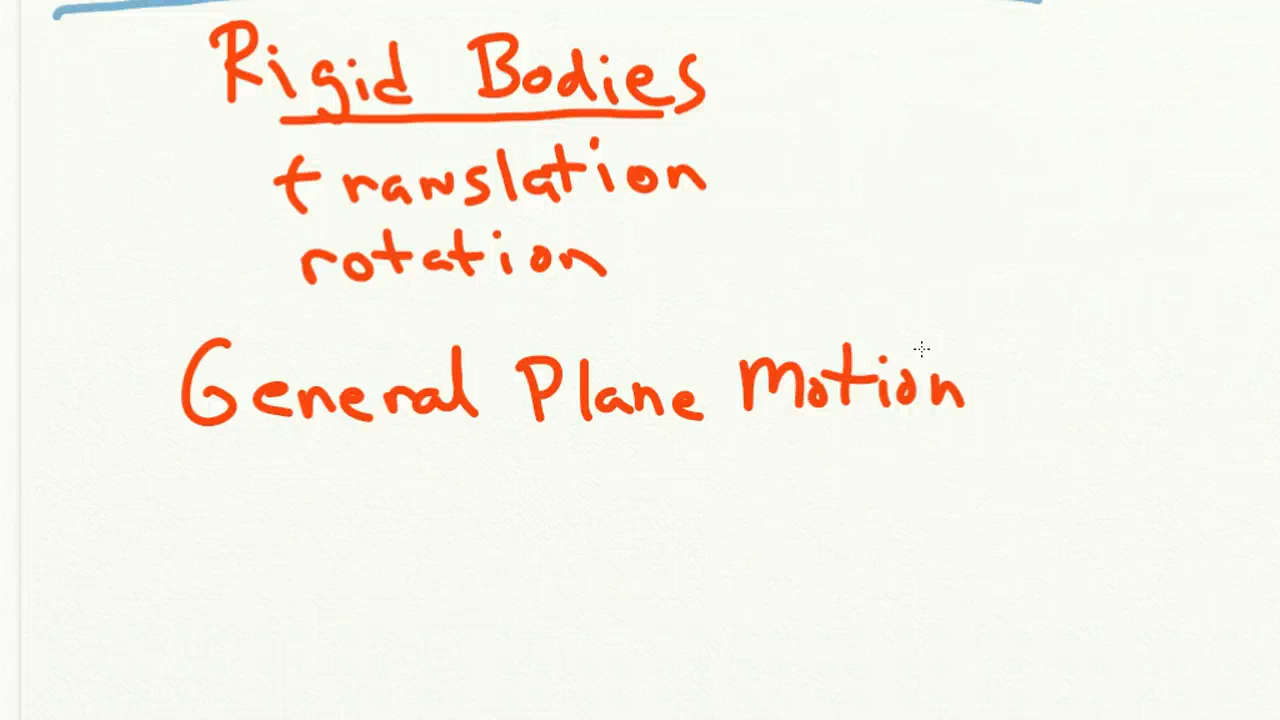 Rigid Bodies
translation
rotation
General Plane Motion